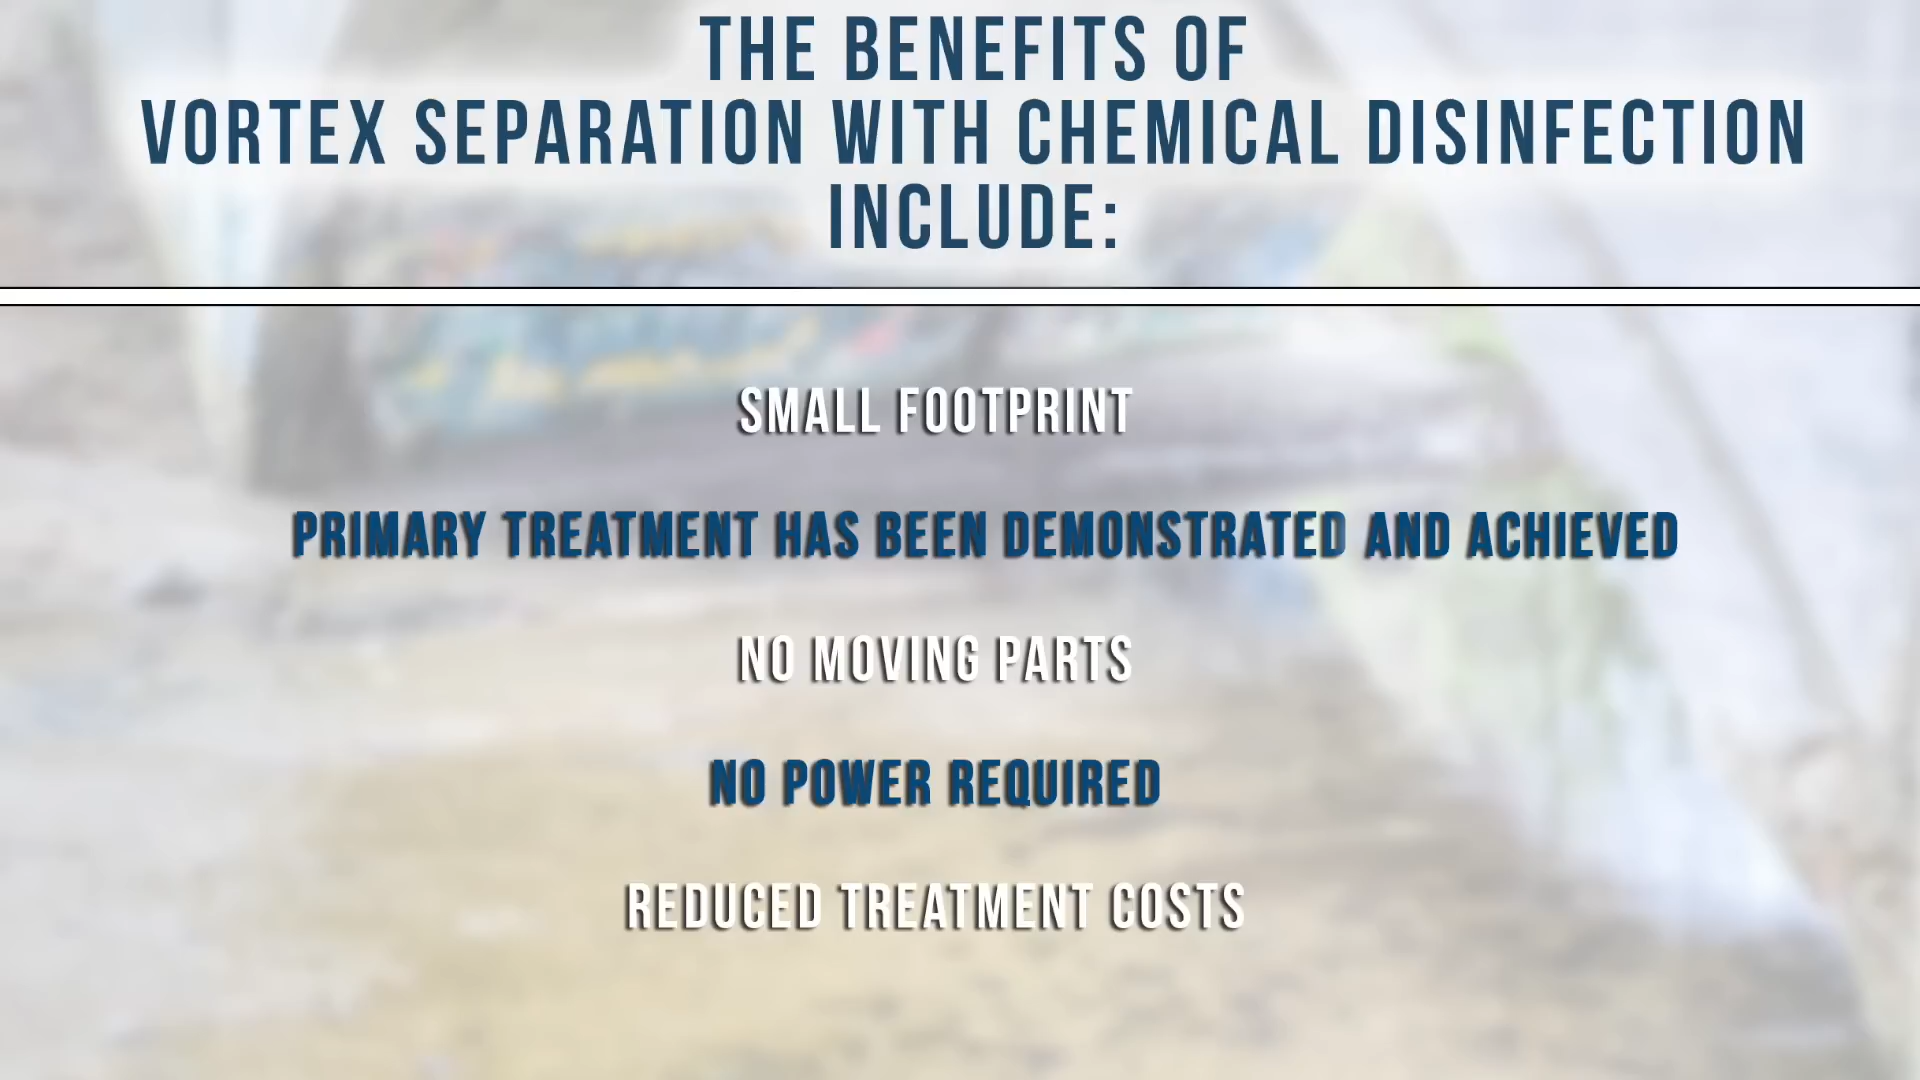 THE BENEFITS OF
VORTEX SEPARATION WITH CHEMICAL DISINFECTION
INCLUDE:
SMALL FOOTPRINT
PRIMARY TREATMENT HAS BEEN DEMONSTRATED AND ACHIEVED
NO MOVING PARTS
NO POWER REQUIRED
REDUCED TREATMENT COSTS